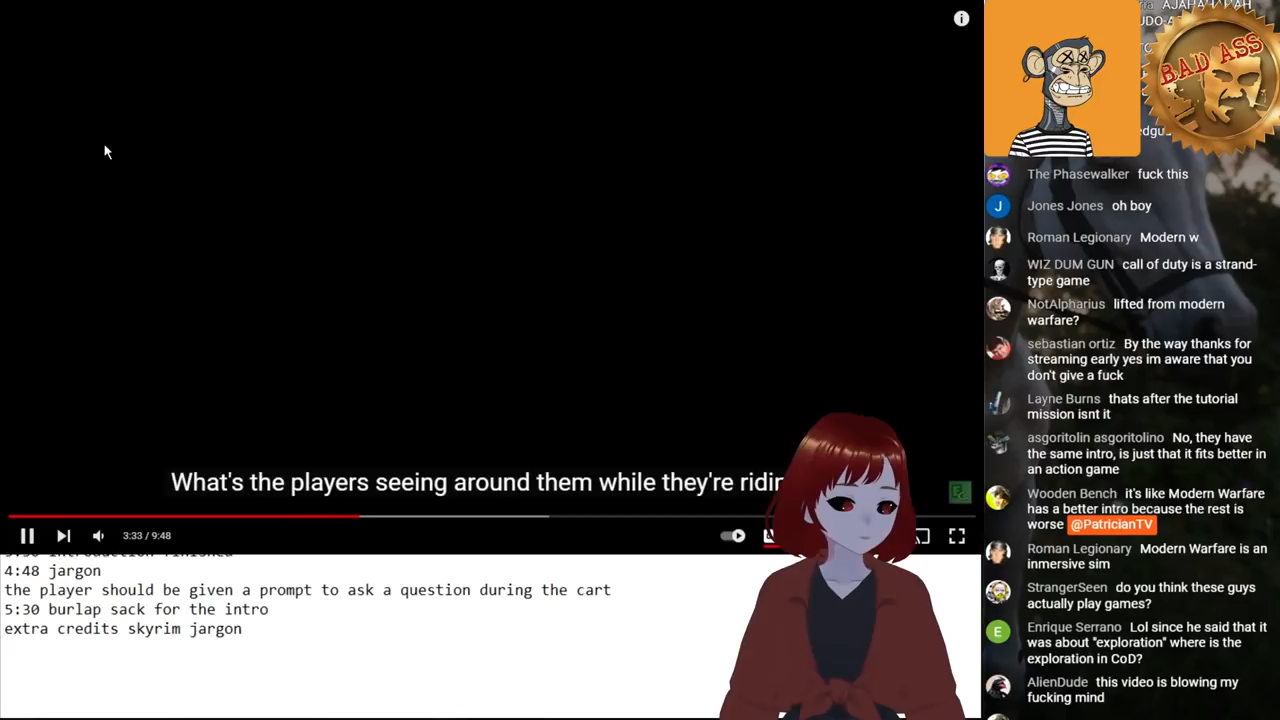 What's the players seeing around them while they're ridin
3:33 / 9:48
4:48 jargon
the player should be given a prompt to ask a question during the cart
5:30 burlap sack for the intro
extra credits skyrim jargon
BAD ASS
The Phasewalker fuck this
J Jones Jones oh boy
Roman Legionary Modern w
WIZ DUM GUN call of duty is a strand-
type game
NotAlpharius lifted from modern
warfare?
sebastian ortiz By the way thanks for
streaming early yes im aware that you
don't give a fuck
Layne Burns thats after the tutorial
mission isnt it
asgoritolin asgoritolino No, they have
the same intro, is just that it fits better in
an action game
Wooden Bench it's like Modern Warfare
has a better intro because the rest is
worse @PatricianTV
Roman Legionary Modern Warfare is an
inmersive sim
StrangerSeen do you think these guys
actually play games?
E Enrique Serrano Lol since he said that it
was about "exploration" where is the
exploration in CoD?
AlienDude this video is blowing my
fucking mind